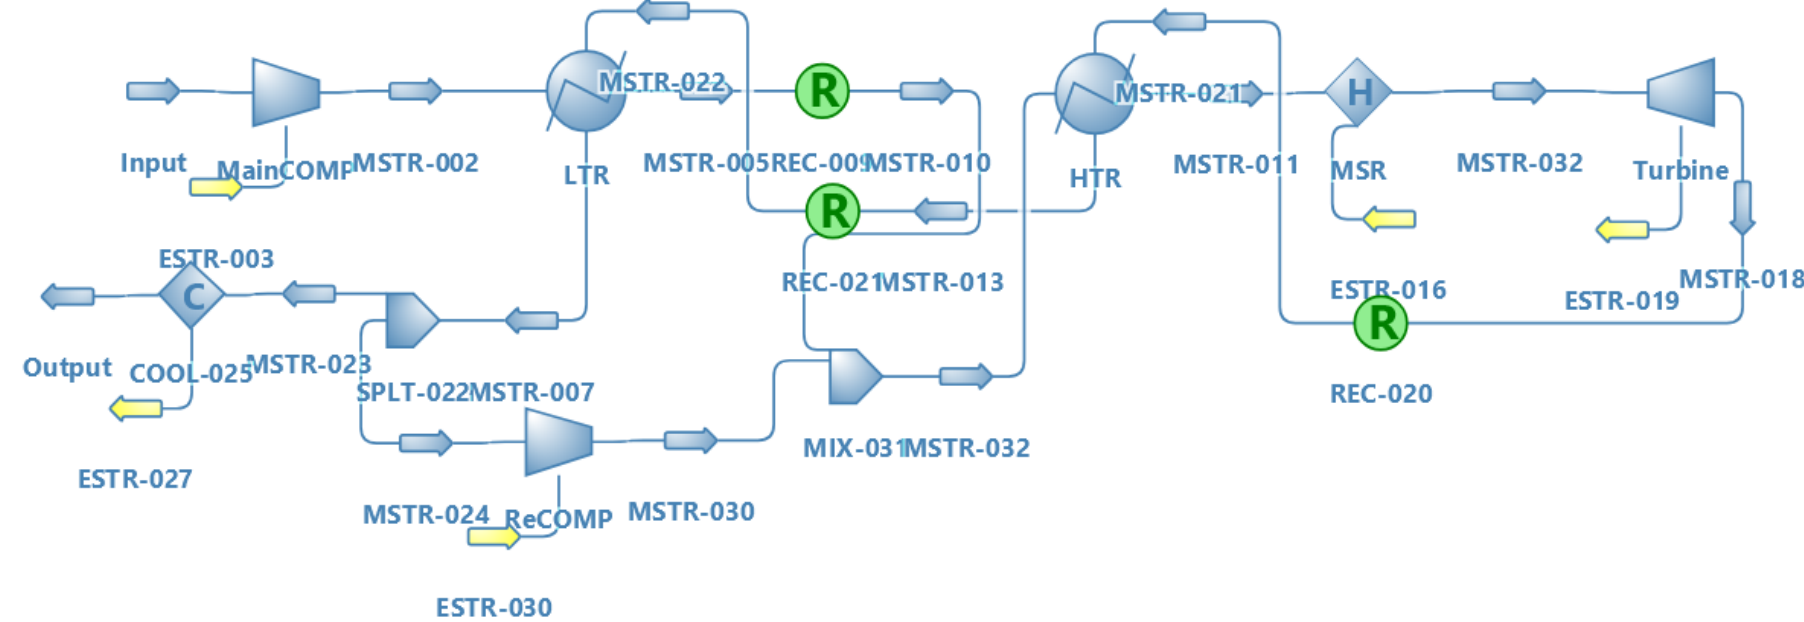 MSTR-022
R
MSTR-021
H
Input
MainCOMP
MSTR-002
LTR
MSTR-005
REC-009
MSTR-010
HTR
MSTR-011
MSR
MSTR-032
Turbine
R
ESTR-003
REC-021
MSTR-013
ESTR-016
ESTR-019
MSTR-018
C
R
Output
COOL-025
MSTR-023
SPLT-022
MSTR-007
REC-020
MIX-031
MSTR-032
ESTR-027
MSTR-024
ReCOMP
MSTR-030
ESTR-030